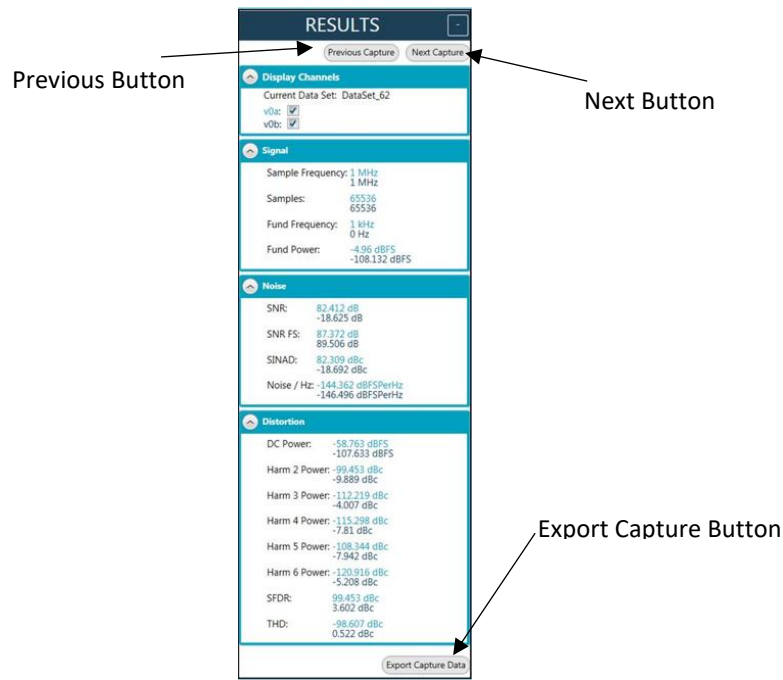 RESULTS -
Previous Capture Next Capture
Previous Button
Next Button
Display Channels
Current Data Set: DataSet_62
v0a:
v0b:
Signal
Sample Frequency: 1 MHz
1 MHz
Samples: 65536
65536
Fund Frequency: 1 kHz
0 Hz
Fund Power: -4.96 dBFS
-108.132 dBFS
Noise
SNR: 82.412 dB
-18.625 dB
SNR FS: 87.372 dB
89.506 dB
SINAD: 82.309 dBc
-18.692 dBc
Noise / Hz: -144.362 dBFSPerHz
-146.496 dBFSPerHz
Distortion
DC Power: -58.763 dBFS
-107.633 dBFS
Harm 2 Power: -99.453 dBc
-9.889 dBc
Harm 3 Power: -112.219 dBc
-4.007 dBc
Harm 4 Power: -115.298 dBc
-7.81 dBc
Harm 5 Power: -108.344 dBc
-7.942 dBc
Harm 6 Power: -120.916 dBc
-5.208 dBc
SFDR: 99.453 dBc
3.602 dBc
THD: -98.607 dBc
0.522 dBc
Export Capture Button
Export Capture Data